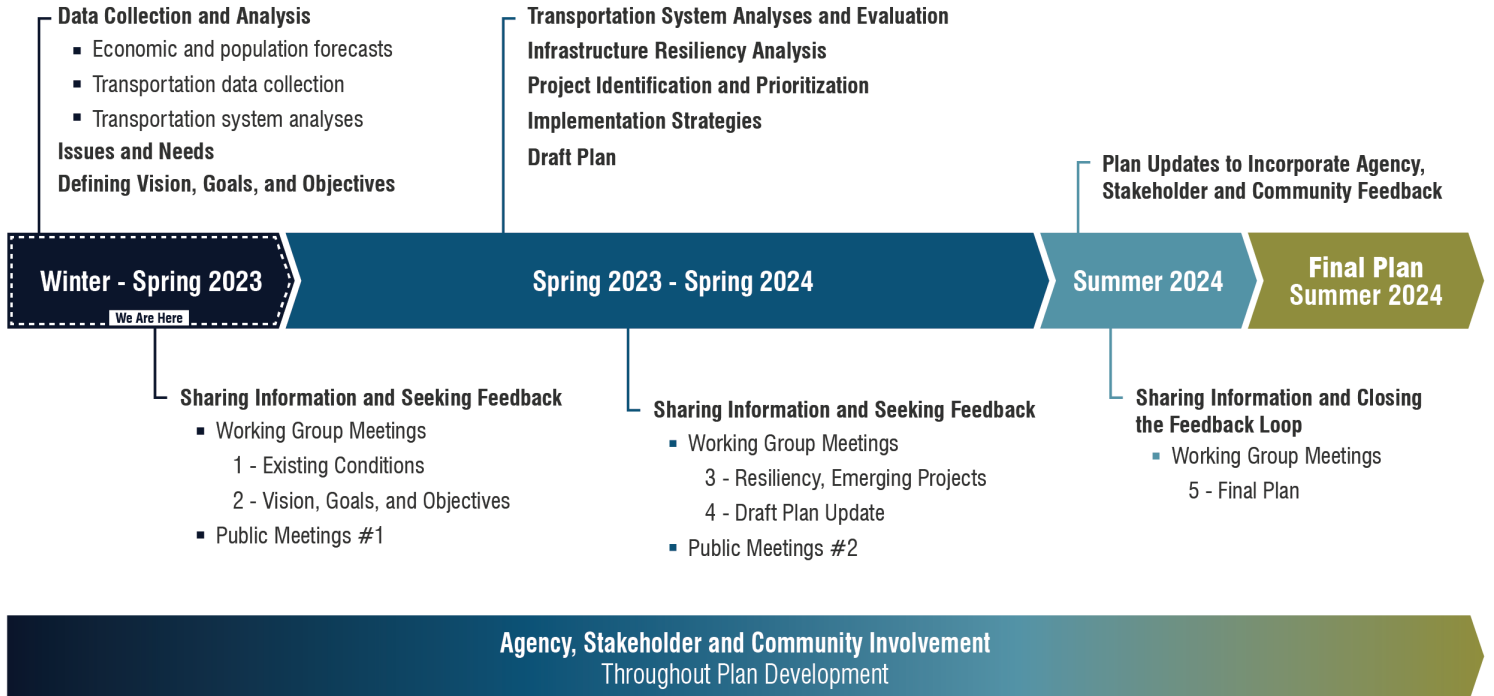 Data Collection and Analysis
▪ Economic and population forecasts
▪ Transportation data collection
▪ Transportation system analyses
Issues and Needs
Defining Vision, Goals, and Objectives
Transportation System Analyses and Evaluation
Infrastructure Resiliency Analysis
Project Identification and Prioritization
Implementation Strategies
Draft Plan
Plan Updates to Incorporate Agency,
Stakeholder and Community Feedback
Winter - Spring 2023
We Are Here
Spring 2023 - Spring 2024
Summer 2024
Final Plan
Summer 2024
Sharing Information and Seeking Feedback
▪ Working Group Meetings
1 - Existing Conditions
2 - Vision, Goals, and Objectives
▪ Public Meetings #1
Sharing Information and Seeking Feedback
▪ Working Group Meetings
3 - Resiliency, Emerging Projects
4 - Draft Plan Update
▪ Public Meetings #2
Sharing Information and Closing
the Feedback Loop
▪ Working Group Meetings
5 - Final Plan
Agency, Stakeholder and Community Involvement
Throughout Plan Development